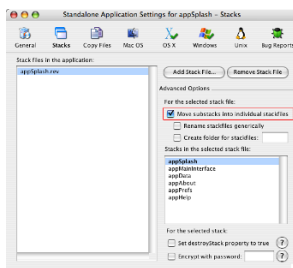 Standalone Application Settings for appSplash - Stacks
General Stacks Copy Files Mac OS OS X Windows Unix Bug Reports
Stack files in the application:
appSplash.rev
Add Stack File... Remove Stack File
Advanced Options
For the selected stack file:
Move substacks into individual stackfiles
Rename stackfiles generically
Create folder for stackfiles:
Stacks in the selected stack file:
appSplash
appMainInterface
appData
appAbout
appPrefs
appHelp
For the selected stack:
Set destroyStack property to true ?
Encrypt with password: ?